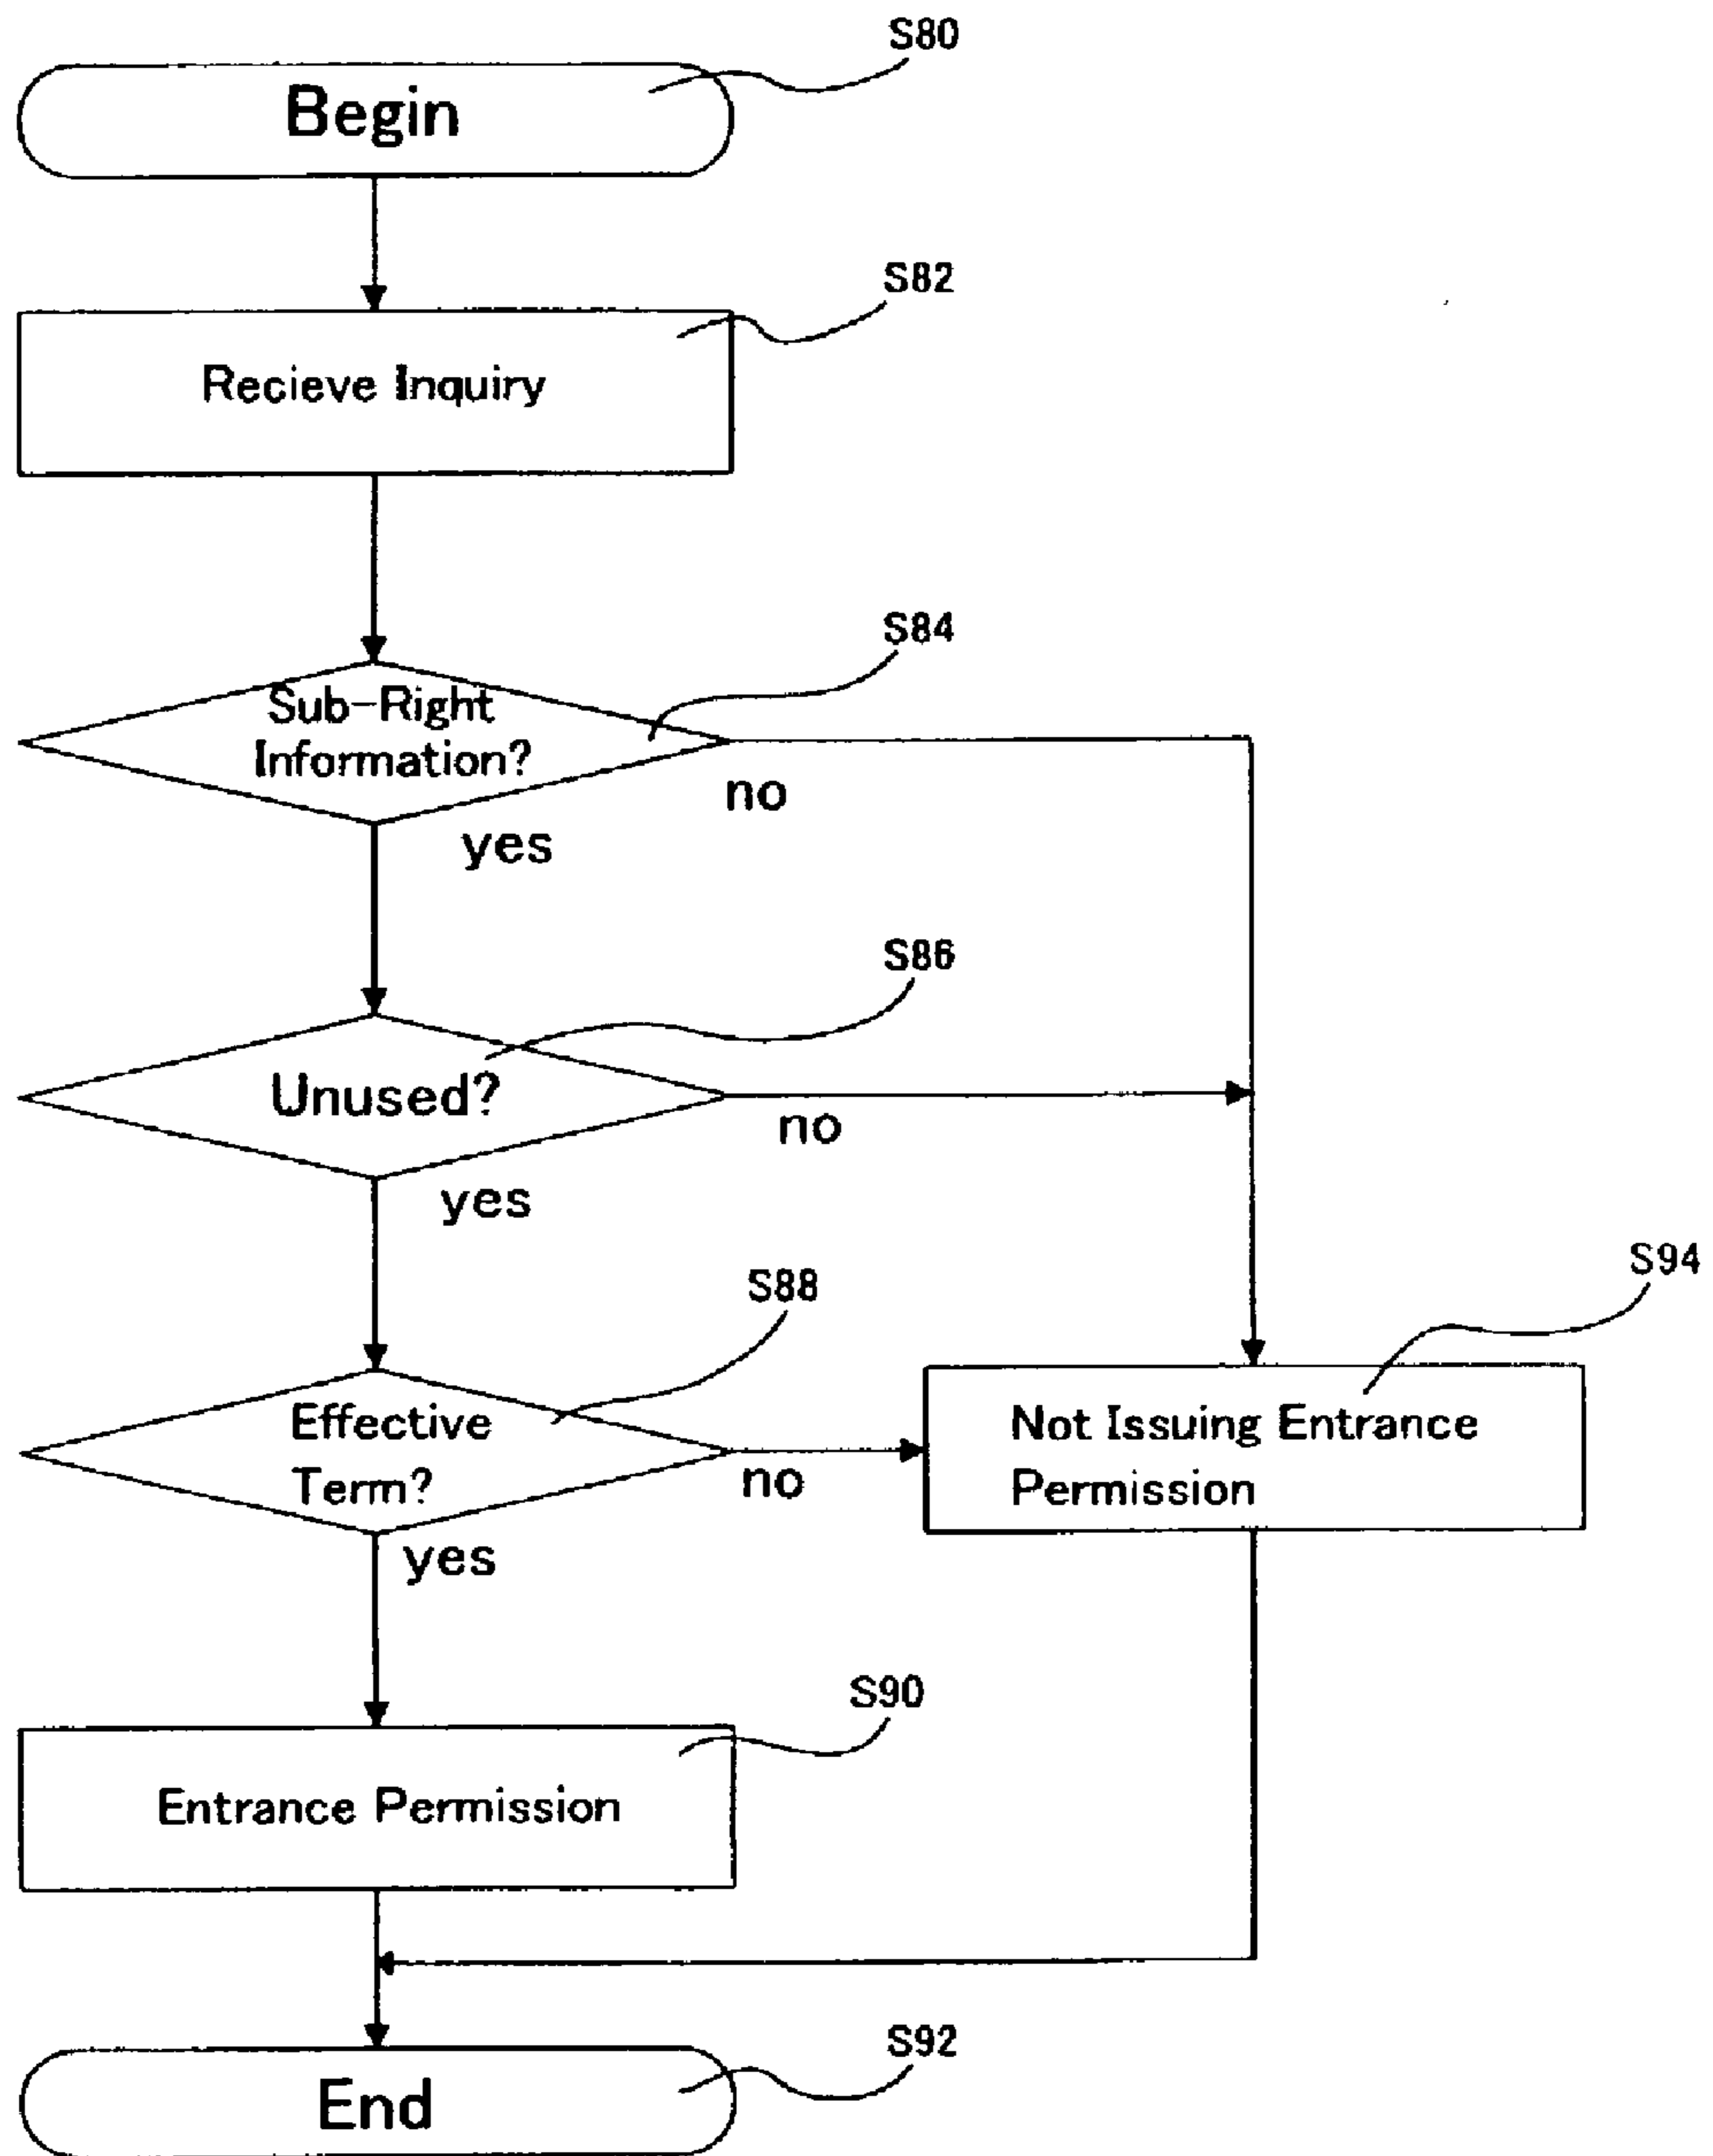 S80
Begin
S82
Recieve Inquiry
S84
Sub-Right
Information?
no
yes
S86
Unused?
no
yes
S94
S88
Effective
Term?
no
yes
Not Issuing Entrance
Permission
S90
Entrance Permission
S92
End